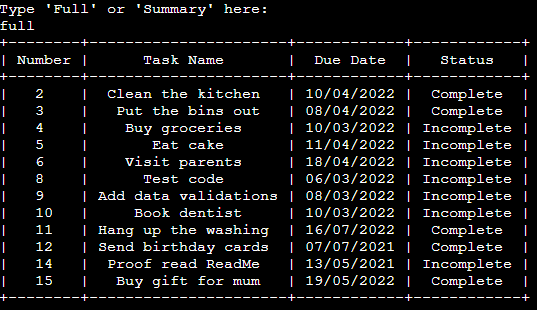 Type 'Full' or 'Summary' here:
full
+--------+----------------------+------------+------------+
| Number |      Task Name       |  Due Date  |   Status   |
+--------+----------------------+------------+------------+
|   2    |  Clean the kitchen   | 10/04/2022 |  Complete  |
|   3    |   Put the bins out   | 08/04/2022 |  Complete  |
|   4    |    Buy groceries     | 10/03/2022 | Incomplete |
|   5    |       Eat cake       | 11/04/2022 | Incomplete |
|   6    |    Visit parents     | 18/04/2022 | Incomplete |
|   8    |      Test code       | 06/03/2022 | Incomplete |
|   9    | Add data validations | 08/03/2022 | Incomplete |
|   10   |     Book dentist     | 10/03/2022 | Incomplete |
|   11   | Hang up the washing  | 16/07/2022 |  Complete  |
|   12   | Send birthday cards  | 07/07/2021 |  Complete  |
|   14   |  Proof read ReadMe   | 13/05/2021 | Incomplete |
|   15   |   Buy gift for mum   | 19/05/2022 |  Complete  |
+--------+----------------------+------------+------------+